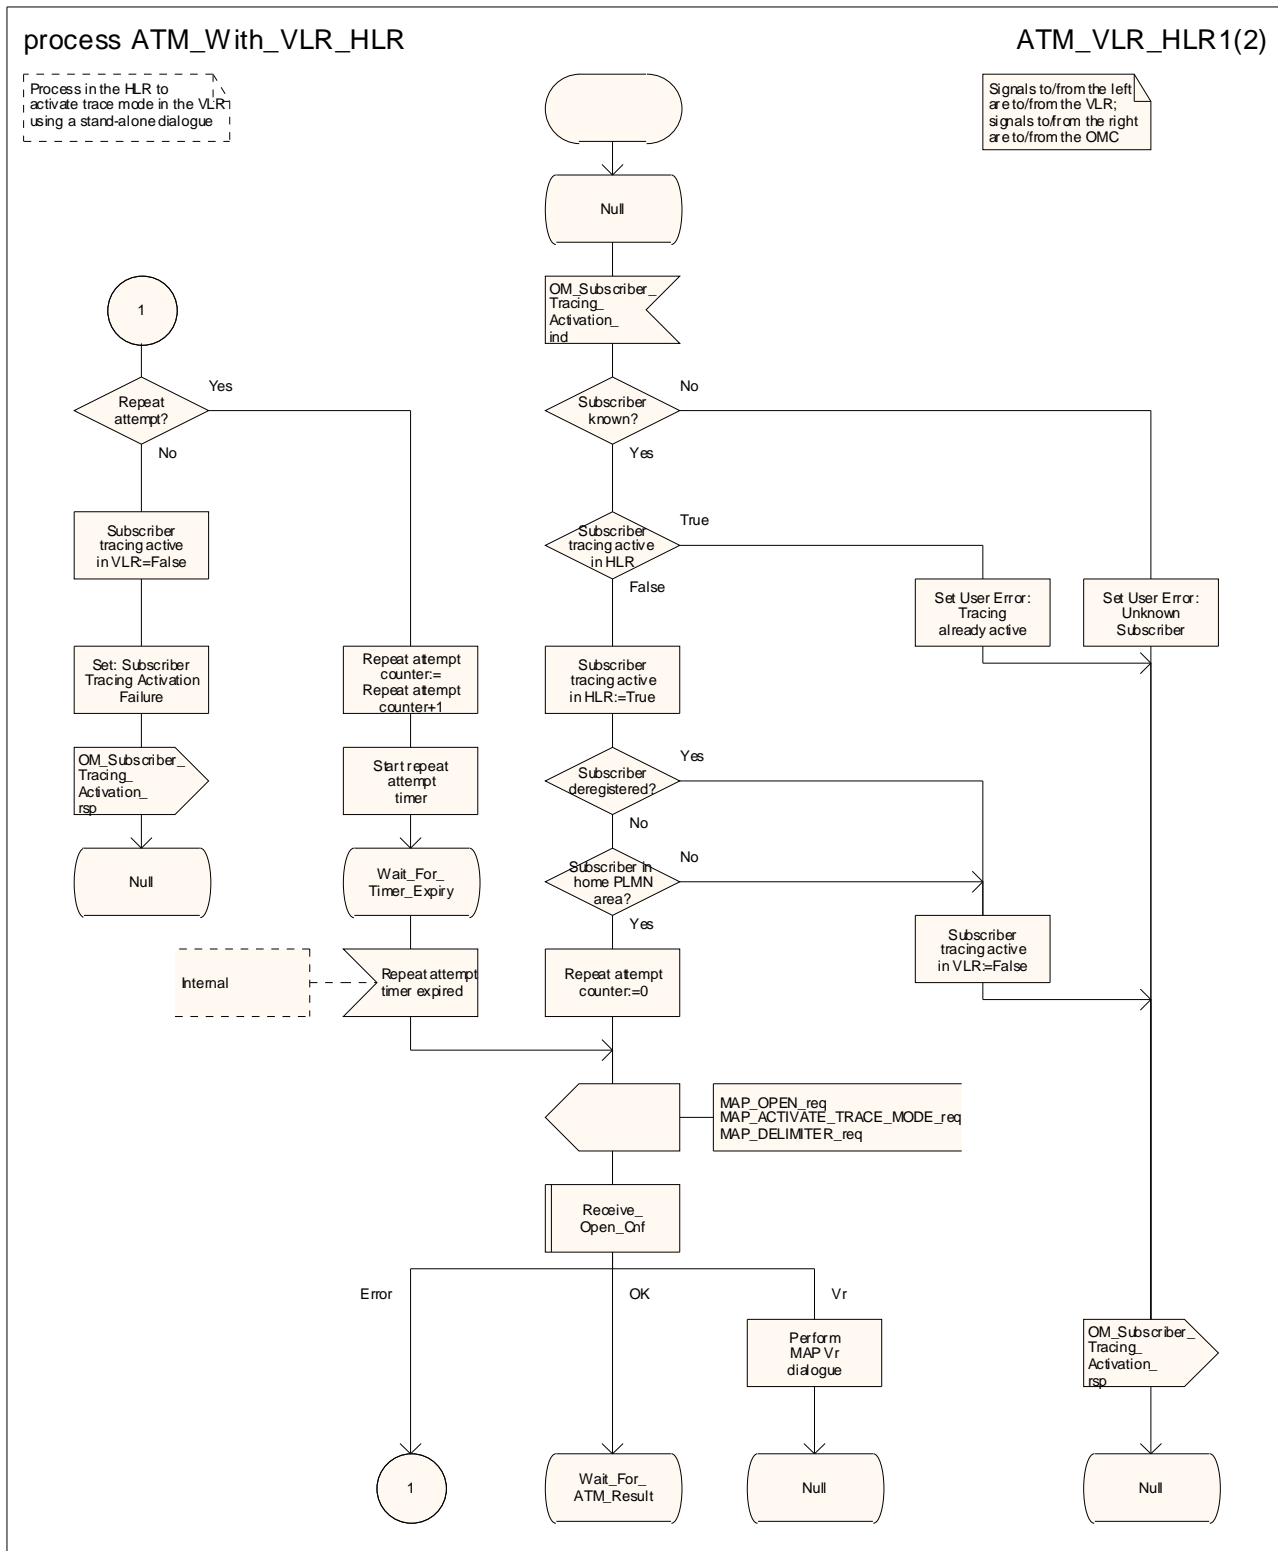 process ATM_With_VLR_HLR
ATM_VLR_HLR1(2)
Process in the HLR to
activate trace mode in the VLR
using a stand-alone dialogue
Signals to/from the left
are to/from the VLR;
signals to/from the right
are to/from the OMC
Null
OM_Subscriber_
Tracing_
Activation_
ind
1
Yes
No
Repeat
attempt?
Subscriber
known?
No
Yes
Subscriber
tracing active
in VLR:=False
Subscriber
tracing active
in HLR
True
False
Set User Error:
Tracing
already active
Set User Error:
Unknown
Subscriber
Set: Subscriber
Tracing Activation
Failure
Repeat attempt
counter:=
Repeat attempt
counter+1
Subscriber
tracing active
in HLR:=True
OM_Subscriber_
Tracing_
Activation_
rsp
Start repeat
attempt
timer
Subscriber
deregistered?
Yes
No
Null
Wait_For_
Timer_Expiry
Subscriber in
home PLMN
area?
No
Yes
Subscriber
tracing active
in VLR:=False
Internal
Repeat attempt
timer expired
Repeat attempt
counter:=0
MAP_OPEN_req
MAP_ACTIVATE_TRACE_MODE_req
MAP_DELIMITER_req
Receive_
Open_Cnf
Error
OK
Vr
Perform
MAP Vr
dialogue
OM_Subscriber_
Tracing_
Activation_
rsp
1
Wait_For_
ATM_Result
Null
Null